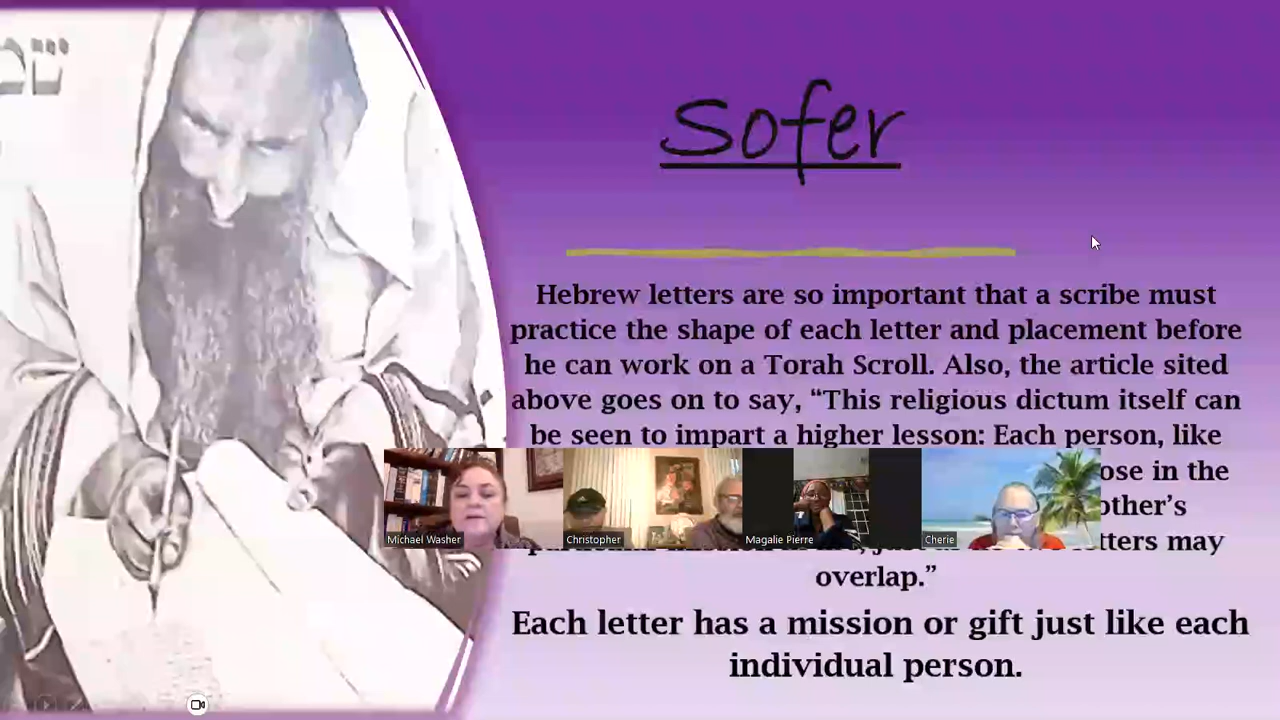 Sofer
Hebrew letters are so important that a scribe must
practice the shape of each letter and placement before
he can work on a Torah Scroll. Also, the article sited
above goes on to say, “This religious dictum itself can
be seen to impart a higher lesson: Each person, like
ose in the
other’s
tters may
overlap.”
Each letter has a mission or gift just like each
individual person.
Michael Washer
Christopher
Magalie Pierre
Cherie